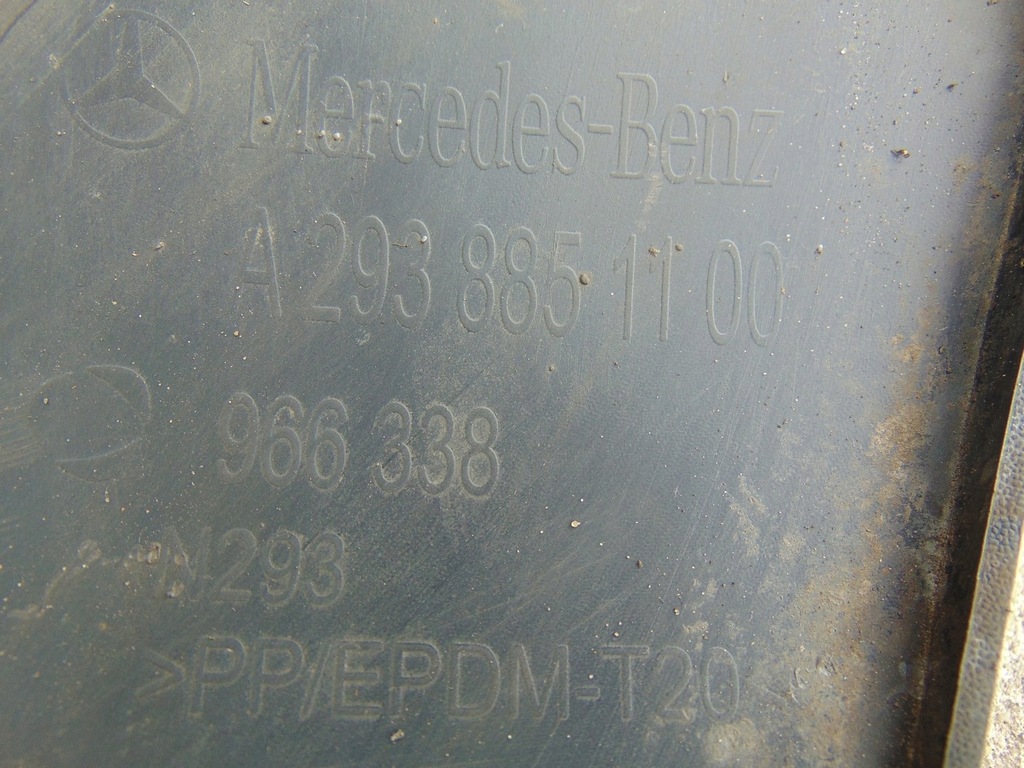 Mercedes-Benz
A 293 885 11 00
966 338
N293
>PP/EPDM-T20<